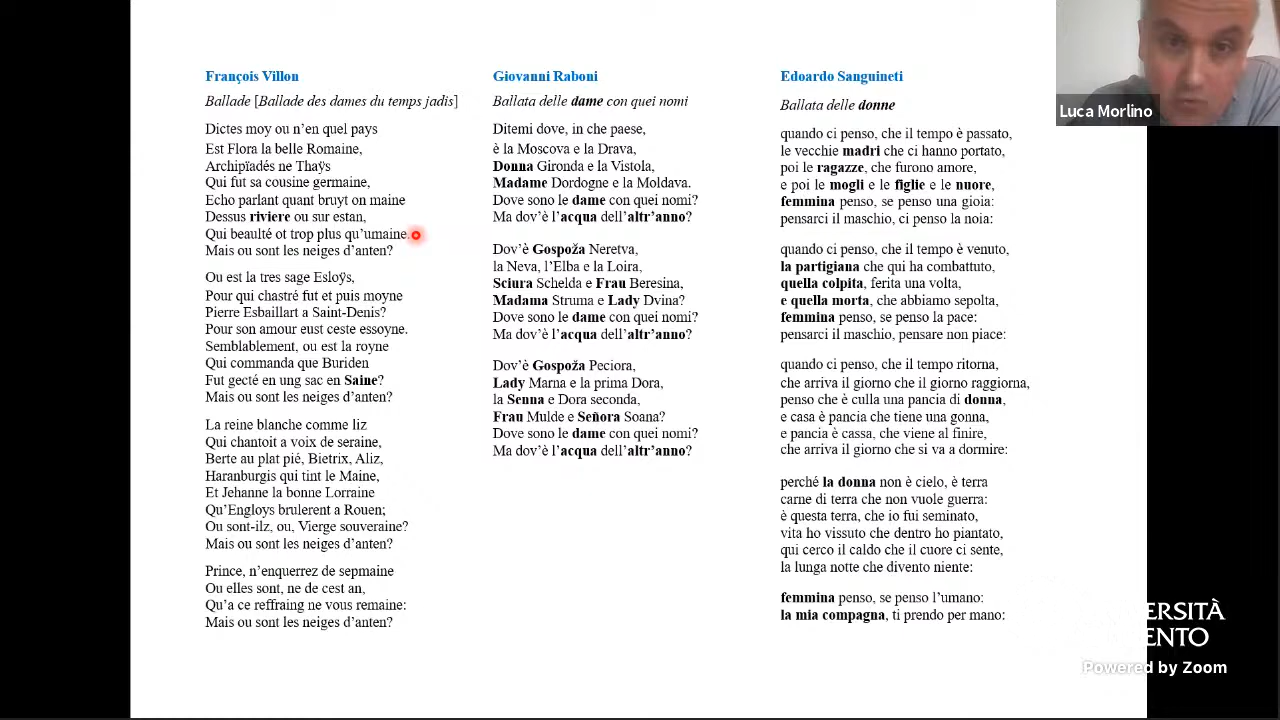 François Villon
Ballade [Ballade des dames du temps jadis]
Dictes moy ou n’en quel pays
Est Flora la belle Romaine,
Archipïadés ne Thaÿs
Qui fut sa cousine germaine,
Echo parlant quant bruyt on maine
Dessus riviere ou sur estan,
Qui beaulté ot trop plus qu’umaine.
Mais ou sont les neiges d’anten?
Ou est la tres sage Esloÿs,
Pour qui chastré fut et puis moyne
Pierre Esbaillart a Saint-Denis?
Pour son amour eust ceste essoyne.
Semblablement, ou est la royne
Qui commanda que Buriden
Fut gecté en ung sac en Saine?
Mais ou sont les neiges d’anten?
La reine blanche comme liz
Qui chantoit a voix de seraine,
Berte au plat pié, Bietrix, Aliz,
Haranburgis qui tint le Maine,
Et Jehanne la bonne Lorraine
Qu’Engloys brulerent a Rouen;
Ou sont-ilz, ou, Vierge souveraine?
Mais ou sont les neiges d’anten?
Prince, n’enquerrez de sepmaine
Ou elles sont, ne de cest an,
Qu’a ce reffraing ne vous remaine:
Mais ou sont les neiges d’anten?
Giovanni Raboni
Ballata delle dame con quei nomi
Ditemi dove, in che paese,
è la Moscova e la Drava,
Donna Gironda e la Vistola,
Madame Dordogne e la Moldava.
Dove sono le dame con quei nomi?
Ma dov’è l’acqua dell’altr’anno?
Dov’è Gospoža Neretva,
la Neva, l’Elba e la Loira,
Sciura Schelda e Frau Beresina,
Madama Struma e Lady Dvina?
Dove sono le dame con quei nomi?
Ma dov’è l’acqua dell’altr’anno?
Dov’è Gospoža Peciora,
Lady Marna e la prima Dora,
la Senna e Dora seconda,
Frau Mulde e Señora Soana?
Dove sono le dame con quei nomi?
Ma dov’è l’acqua dell’altr’anno?
Edoardo Sanguineti
Ballata delle donne
quando ci penso, che il tempo è passato,
le vecchie madri che ci hanno portato,
poi le ragazze, che furono amore,
e poi le mogli e le figlie e le nuore,
femmina penso, se penso una gioia:
pensarci il maschio, ci penso la noia:
quando ci penso, che il tempo è venuto,
la partigiana che qui ha combattuto,
quella colpita, ferita una volta,
e quella morta, che abbiamo sepolta,
femmina penso, se penso la pace:
pensarci il maschio, pensare non piace:
quando ci penso, che il tempo ritorna,
che arriva il giorno che il giorno raggiorna,
penso che è culla una pancia di donna,
e casa è pancia che tiene una gonna,
e pancia è cassa, che viene al finire,
che arriva il giorno che si va a dormire:
perché la donna non è cielo, è terra
carne di terra che non vuole guerra:
è questa terra, che io fui seminato,
vita ho vissuto che dentro ho piantato,
qui cerco il caldo che il cuore ci sente,
la lunga notte che divento niente:
femmina penso, se penso l’umano:
la mia compagna, ti prendo per mano:
Luca Morlino
ERSITÀ
ENTO
Powered by Zoom